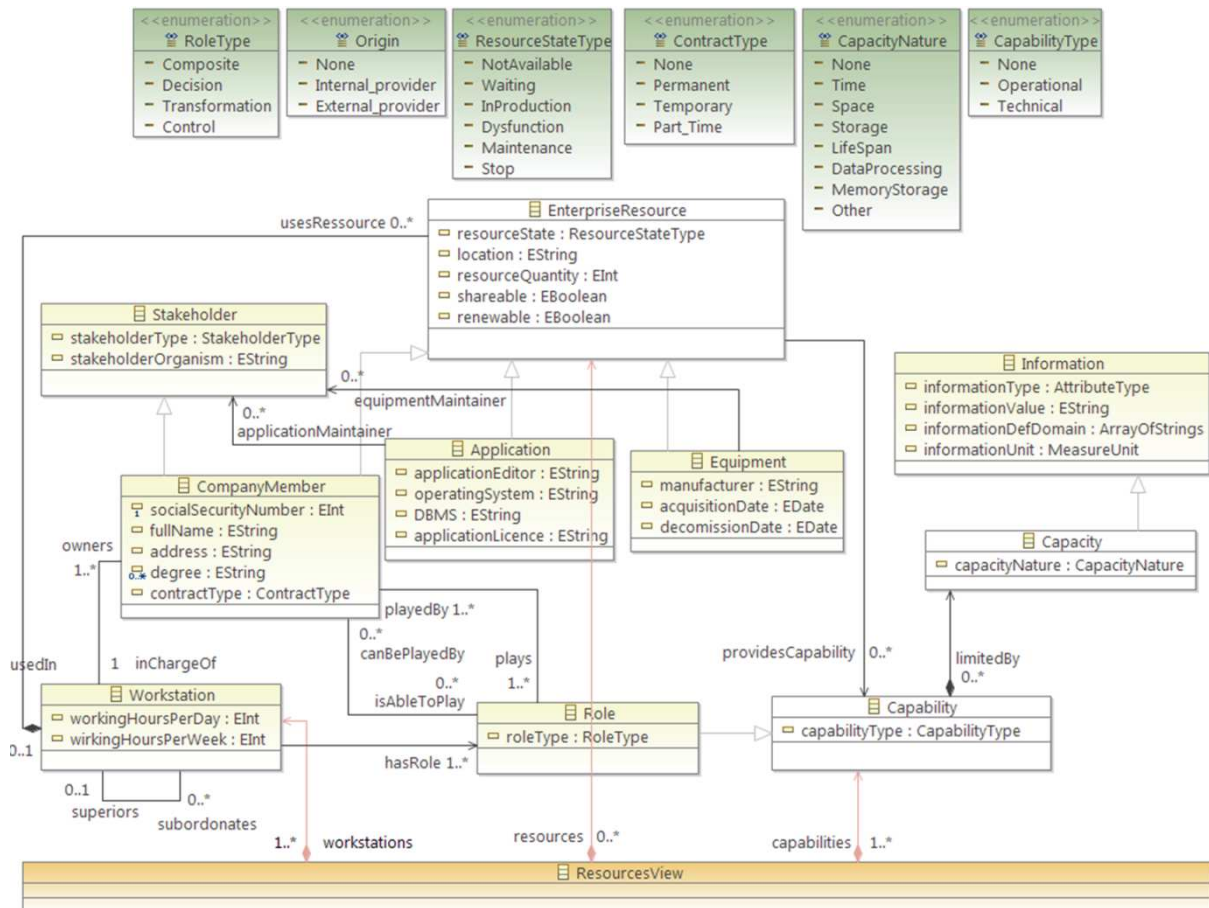 <<enumeration>>
RoleType
Composite
Decision
Transformation
Control
<<enumeration>>
Origin
None
Internal_provider
External_provider
<<enumeration>>
ResourceStateType
NotAvailable
Waiting
InProduction
Dysfunction
Maintenance
Stop
<<enumeration>>
ContractType
None
Permanent
Temporary
Part_Time
<<enumeration>>
CapacityNature
None
Time
Space
Storage
LifeSpan
DataProcessing
MemoryStorage
Other
<<enumeration>>
CapabilityType
None
Operational
Technical
usesRessource 0..*
EnterpriseResource
resourceState : ResourceStateType
location : EString
resourceQuantity : EInt
shareable : EBoolean
renewable : EBoolean
Stakeholder
stakeholderType : StakeholderType
stakeholderOrganism : EString
0..*
equipmentMaintainer
0..*
applicationMaintainer
Information
informationType : AttributeType
informationValue : EString
informationDefDomain : ArrayOfStrings
informationUnit : MeasureUnit
Application
applicationEditor : EString
operatingSystem : EString
DBMS : EString
applicationLicence : EString
Equipment
manufacturer : EString
acquisitionDate : EDate
decomissionDate : EDate
CompanyMember
1
socialSecurityNumber : EInt
fullName : EString
address : EString
0..*
degree : EString
contractType : ContractType
Capacity
capacityNature : CapacityNature
owners
1..*
playedBy 1..*
0..*
canBePlayedBy
plays
1..*
0..*
isAbleToPlay
providesCapability
0..*
limitedBy
0..*
usedIn
1 inChargeOf
Workstation
workingHoursPerDay : EInt
wirkingHoursPerWeek : EInt
0..1
hasRole 1..*
Role
roleType : RoleType
Capability
capabilityType : CapabilityType
0..1
superiors
0..*
subordonates
1..* workstations
resources 0..*
capabilities 1..*
ResourcesView